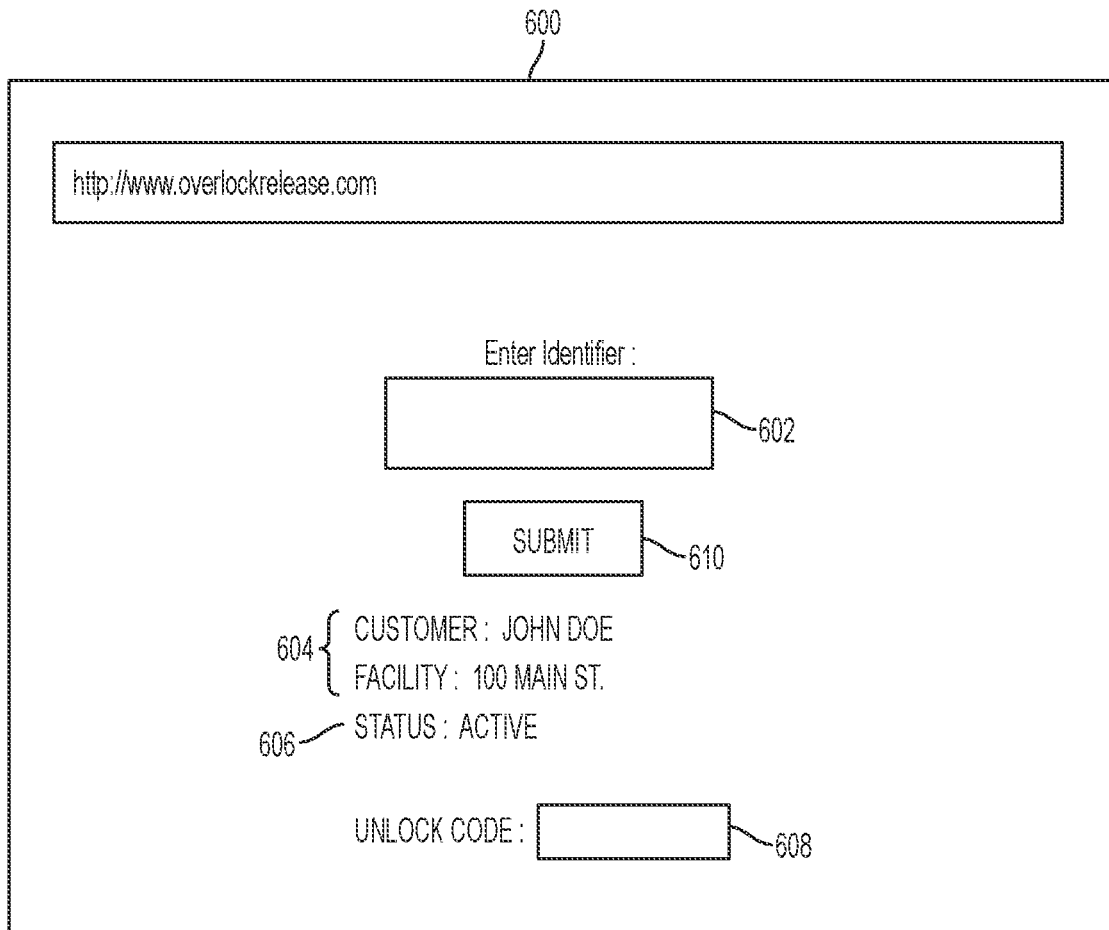 600
http://www.overlockrelease.com
Enter Identifier :
602
SUBMIT
610
604
CUSTOMER : JOHN DOE
FACILITY : 100 MAIN ST.
606
STATUS : ACTIVE
UNLOCK CODE :
608